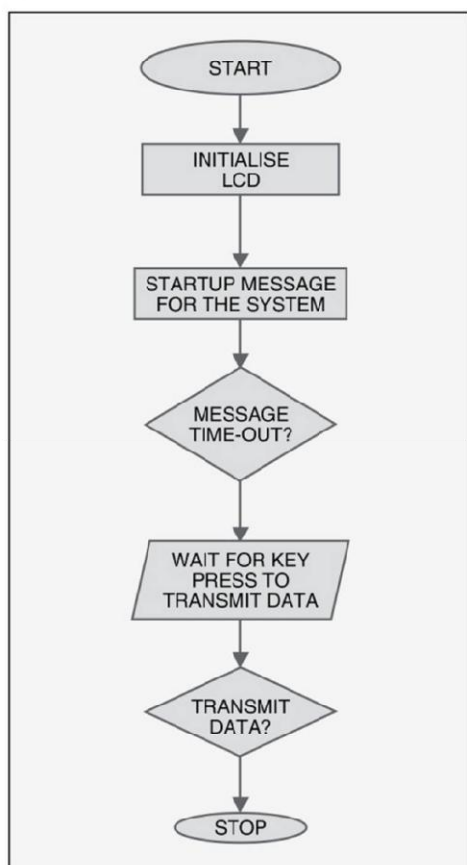 START
INITIALISE
LCD
STARTUP MESSAGE
FOR THE SYSTEM
MESSAGE
TIME-OUT?
WAIT FOR KEY
PRESS TO
TRANSMIT DATA
TRANSMIT
DATA?
STOP